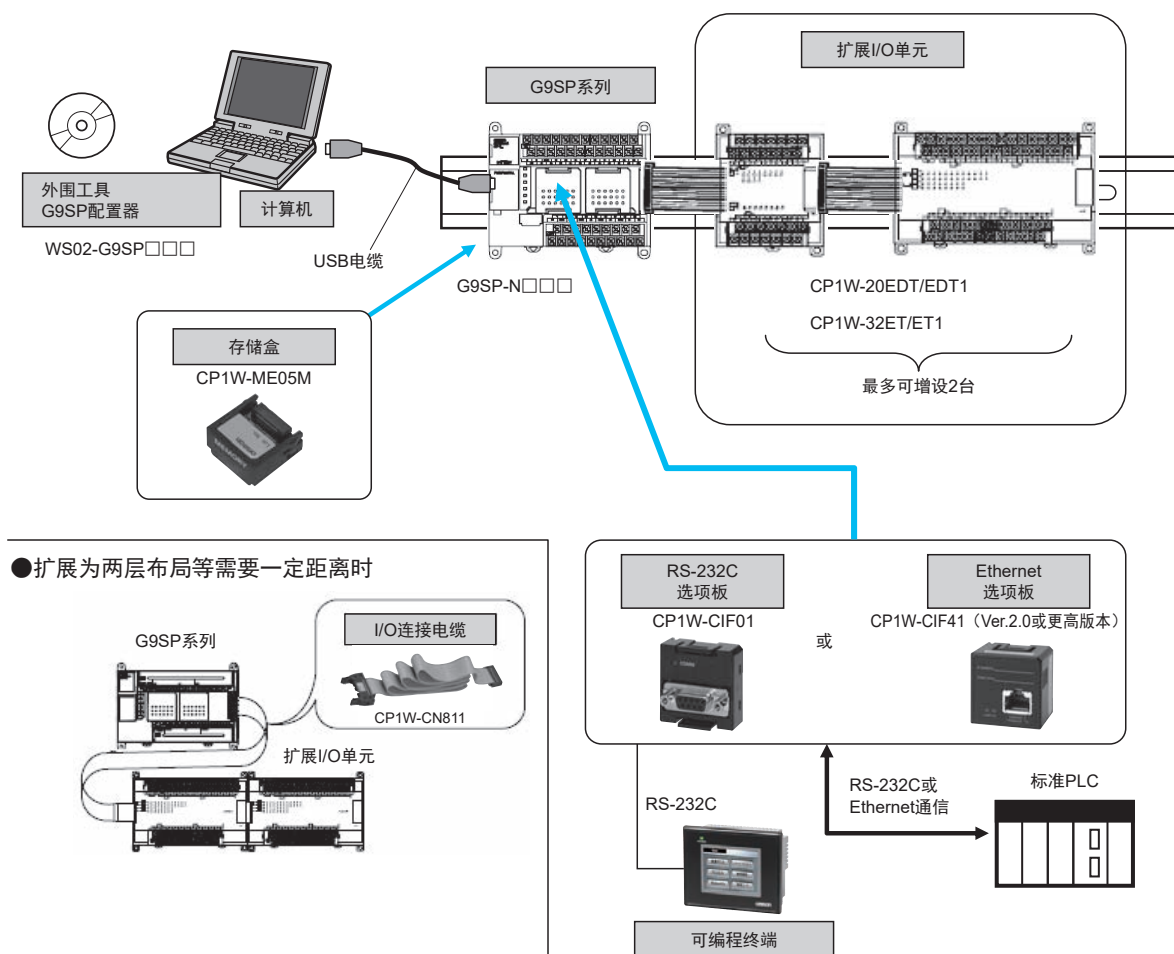 扩展I/O单元
G9SP系列
外围工具
G9SP配置器
计算机
WS02-G9SP□□□
USB电缆
G9SP-N□□□
CP1W-20EDT/EDT1
CP1W-32ET/ET1
最多可增设2台
存储盒
CP1W-ME05M
MEMORY
●扩展为两层布局等需要一定距离时
G9SP系列
I/O连接电缆
CP1W-CN811
扩展I/O单元
RS-232C
选项板
CP1W-CIF01
COMM
或
Ethernet
选项板
CP1W-CIF41（Ver.2.0或更高版本）
RS-232C
RS-232C或
Ethernet通信
标准PLC
可编程终端